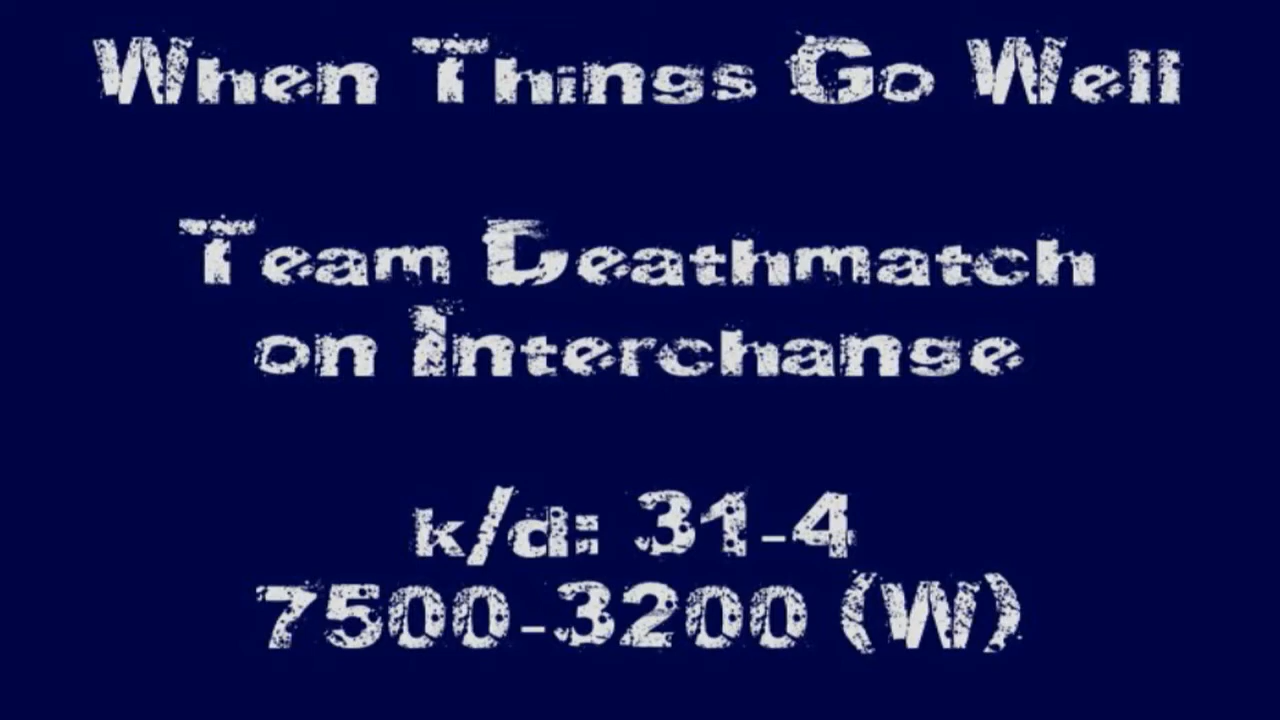 When Things Go Well
Team Deathmatch
on Interchange
k/d: 31-4
7500-3200 (W)